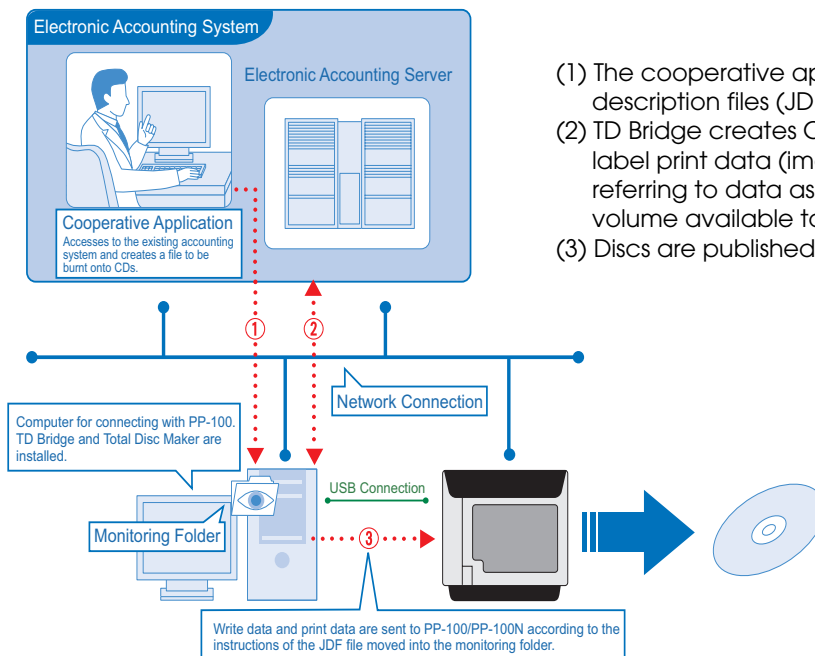 Electronic Accounting System
Electronic Accounting Server
Cooperative Application
Accesses to the existing accounting
system and creates a file to be
burnt onto CDs.
(1) The cooperative ap
description files (JD
(2) TD Bridge creates
label print data (im
referring to data as
volume available to
(3) Discs are published
1
2
Network Connection
Computer for connecting with PP-100.
TD Bridge and Total Disc Maker are
installed.
Monitoring Folder
USB Connection
3
Write data and print data are sent to PP-100/PP-100N according to the
instructions of the JDF file moved into the monitoring folder.